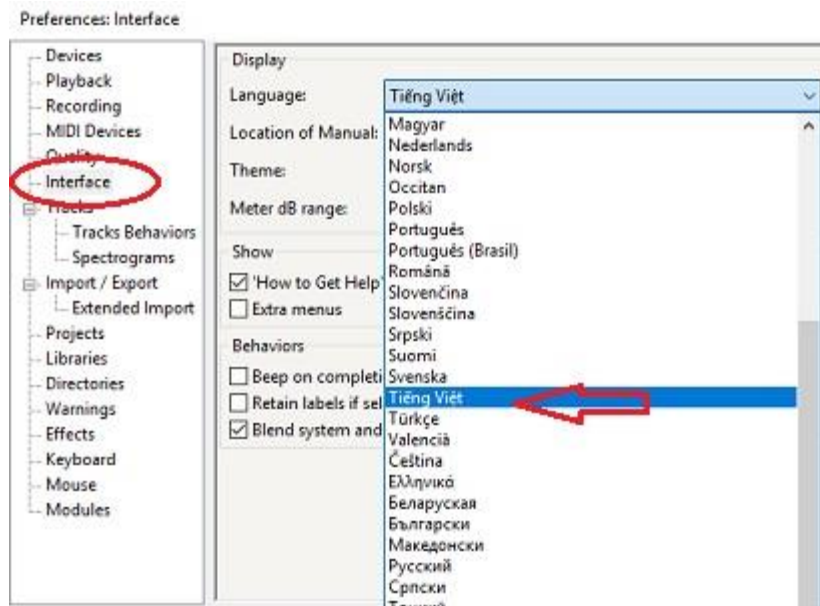 Preferences: Interface
Devices
Playback
Recording
MIDI Devices
Quality
Interface
Tracks
Tracks Behaviors
Spectrograms
Import / Export
Extended Import
Projects
Libraries
Directories
Warnings
Effects
Keyboard
Mouse
Modules
Display
Language:
Tiếng Việt
Location of Manual:
Theme:
Meter dB range:
Show
'How to Get Help'
Extra menus
Behaviors
Beep on completi
Retain labels if sel
Blend system and
Magyar
Nederlands
Norsk
Occitan
Polski
Português
Português (Brasil)
Română
Slovenčina
Slovenščina
Srpski
Suomi
Svenska
Tiếng Việt
Türkçe
Valencià
Čeština
Ελληνικά
Беларуская
Български
Македонски
Русский
Српски